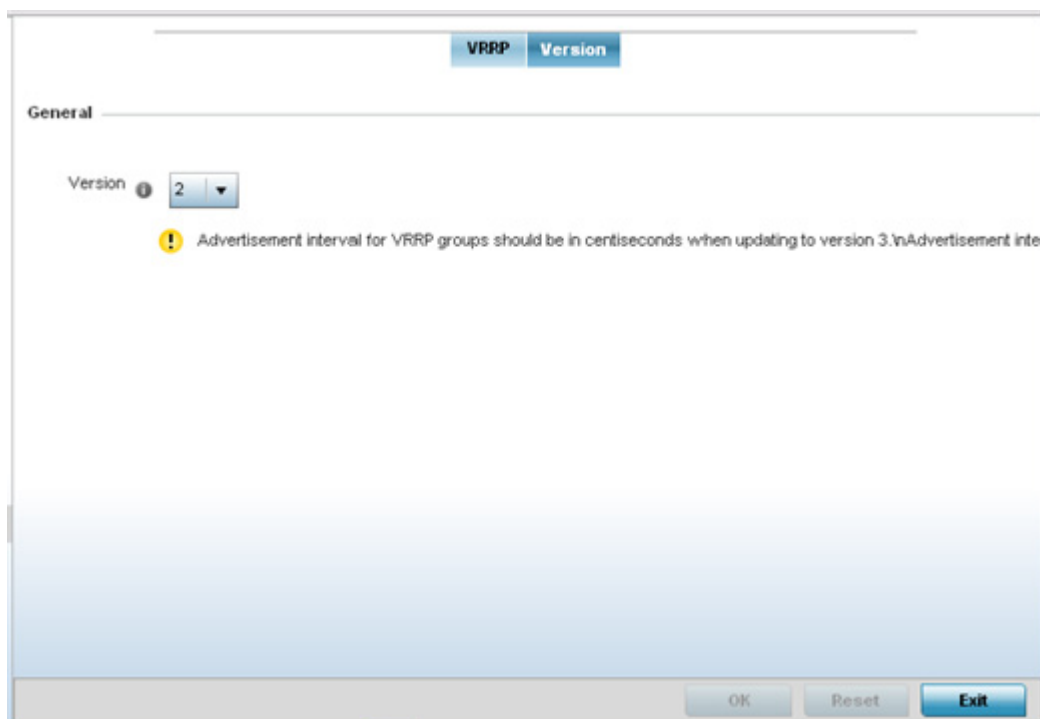 VRRP Version
General
Version 2
Advertisement interval for VRRP groups should be in centiseconds when updating to version 3.\nAdvertisement inte
OK Reset Exit